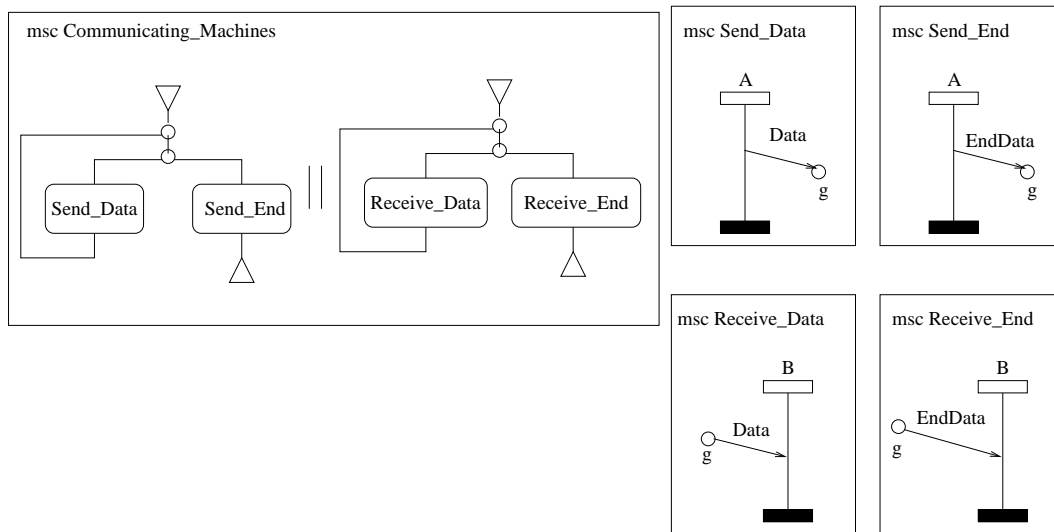 msc Communicating_Machines
Send_Data
Send_End
||
Receive_Data
Receive_End
msc Send_Data
A
Data
g
msc Send_End
A
EndData
g
msc Receive_Data
B
Data
g
msc Receive_End
B
EndData
g